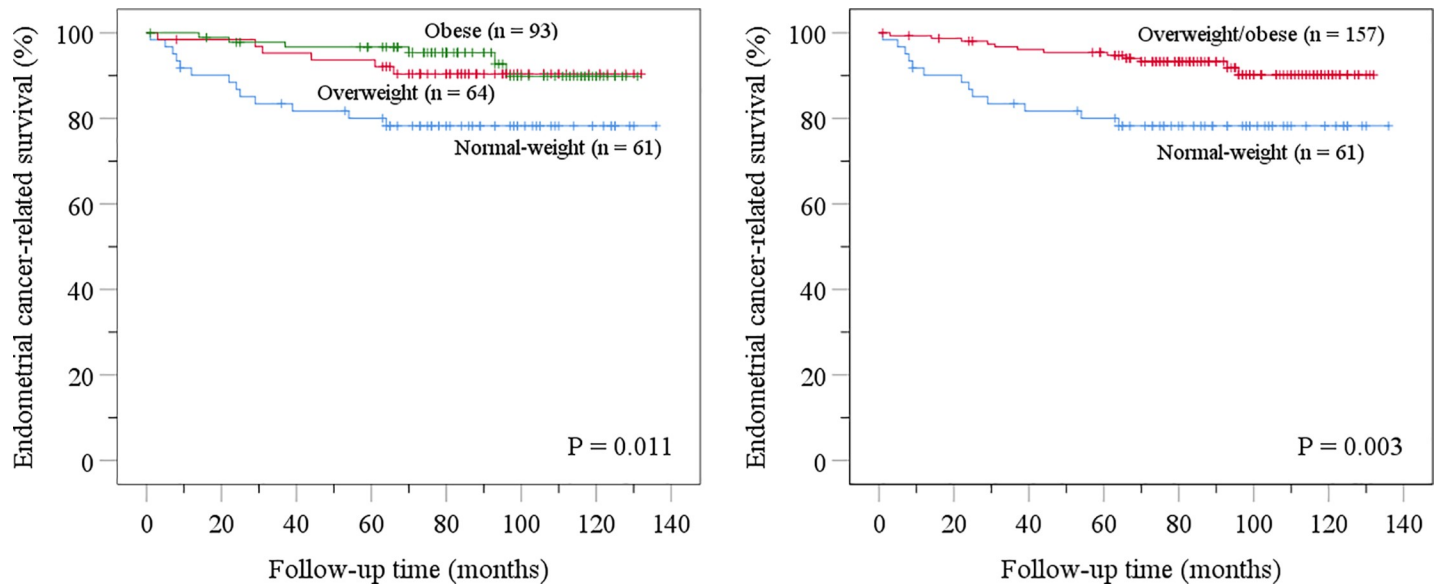 Endometrial cancer-related survival (%)
100
80
60
40
20
0
Obese (n = 93)
Overweight (n = 64)
Normal-weight (n = 61)
P = 0.011
0 20 40 60 80 100 120 140
Follow-up time (months)
Endometrial cancer-related survival (%)
100
80
60
40
20
0
Overweight/obese (n = 157)
Normal-weight (n = 61)
P = 0.003
0 20 40 60 80 100 120 140
Follow-up time (months)